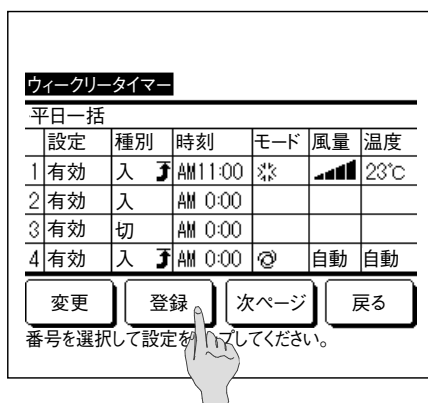 ウィークリータイマー
平日一括
設定 種別 時刻 モード 風量 温度
1 有効 入 AM11:00 23℃
2 有効 入 AM 0:00
3 有効 切 AM 0:00
4 有効 入 AM 0:00 自動 自動
変更 登録 次ページ 戻る
番号を選択して設定を プしてください。